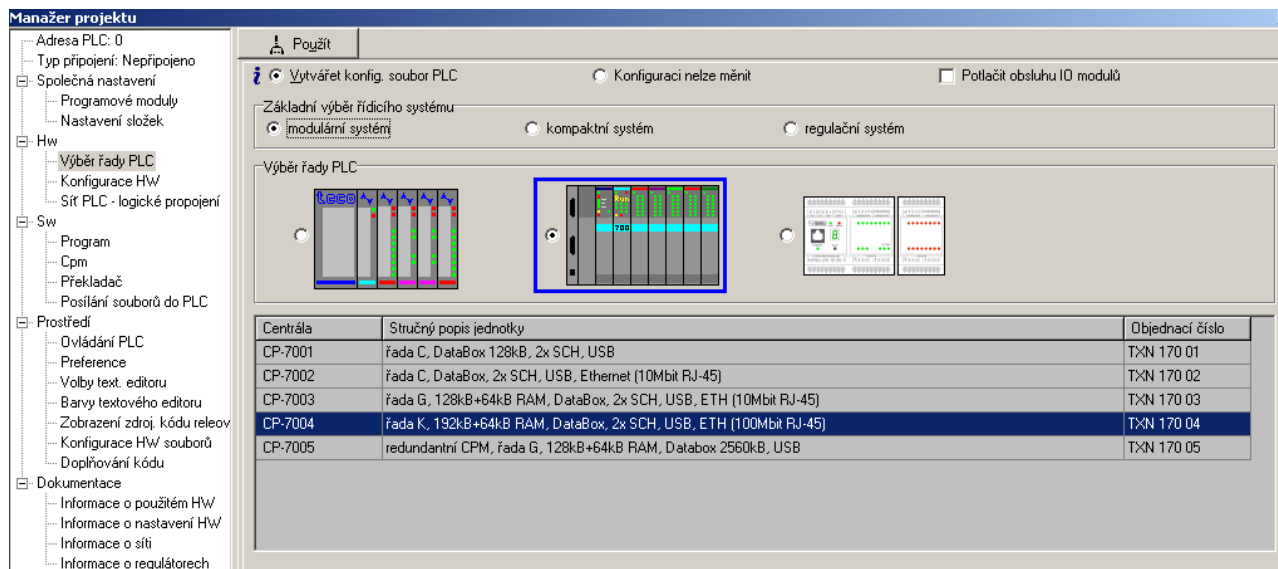 Manažer projektu
Adresa PLC: 0
Typ připojení: Nepřipojeno
Společná nastavení
Programové moduly
Nastavení složek
Hw
Výběr řady PLC
Konfigurace HW
Síť PLC - logické propojení
Sw
Program
Cpm
Překladač
Posílání souborů do PLC
Prostředí
Ovládání PLC
Preference
Volby text. editoru
Barvy textového editoru
Zobrazení zdroj. kódu releov
Konfigurace HW souborů
Doplňování kódu
Dokumentace
Informace o použitém HW
Informace o nastavení HW
Informace o síti
Informace o regulátorech
Použít
Vytvářet konfig. soubor PLC Konfiguraci nelze měnit Potlačit obsluhu IO modulů
Základní výběr řídicího systému
modulární systém kompaktní systém regulační systém
Výběr řady PLC
teco
Run
700
Centrála Stručný popis jednotky Objednací číslo
CP-7001 řada C, DataBox 128kB, 2x SCH, USB TXN 170 01
CP-7002 řada C, DataBox, 2x SCH, USB, Ethernet (10Mbit RJ-45) TXN 170 02
CP-7003 řada G, 128kB+64kB RAM, DataBox, 2x SCH, USB, ETH (10Mbit RJ-45) TXN 170 03
CP-7004 řada K, 192kB+64kB RAM, DataBox, 2x SCH, USB, ETH (100Mbit RJ-45) TXN 170 04
CP-7005 redundantní CPM, řada G, 128kB+64kB RAM, Databox 2560kB, USB TXN 170 05